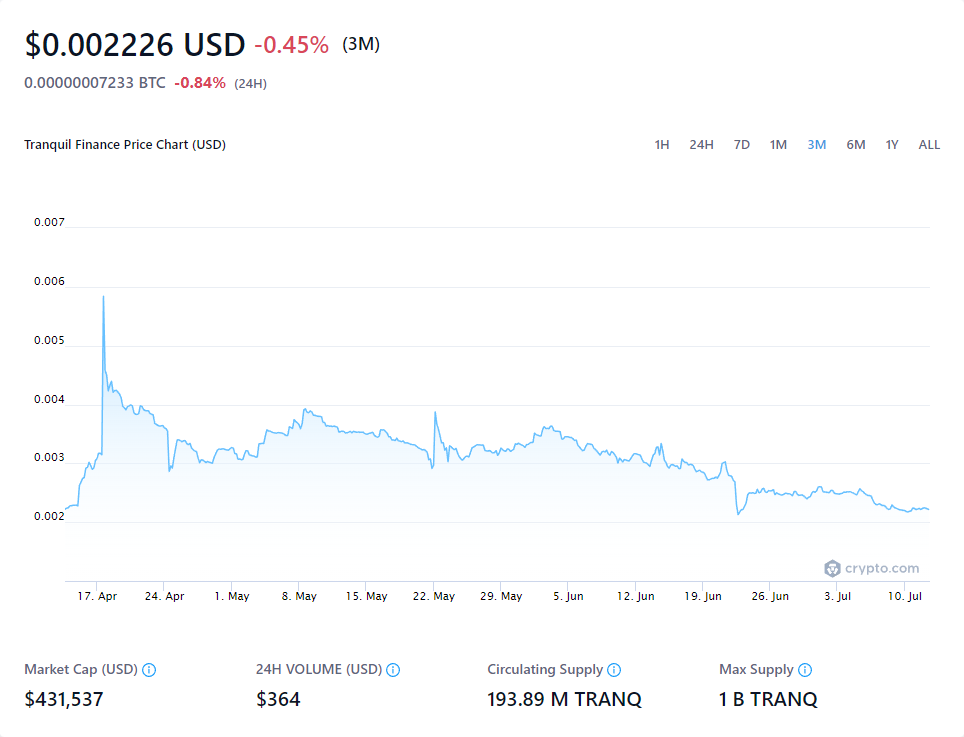 $0.002226 USD -0.45% (3M)
0.00000007233 BTC -0.84% (24H)
Tranquil Finance Price Chart (USD) 1H 24H 7D 1M 3M 6M 1Y ALL
0.007
0.006
0.005
0.004
0.003
0.002
crypto.com
17. Apr 24. Apr 1. May 8. May 15. May 22. May 29. May 5. Jun 12. Jun 19. Jun 26. Jun 3. Jul 10. Jul
Market Cap (USD) 24H VOLUME (USD) Circulating Supply Max Supply
$431,537 $364 193.89 M TRANQ 1 B TRANQ